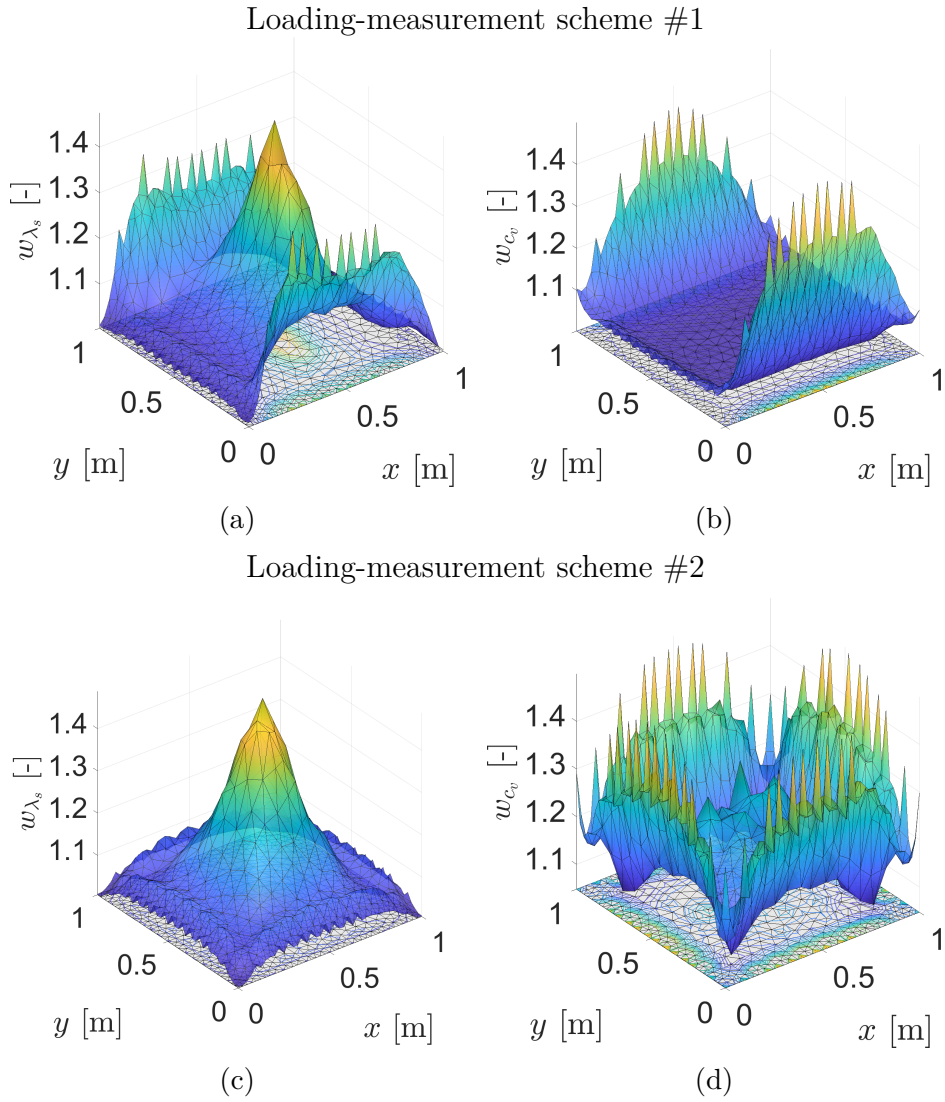 Loading-measurement scheme #1
1.4
1.3
1.2
1.1
w_{λ_s} [-]
1
0.5
0
0
0.5
1
y [m]
x [m]
(a)
1.4
1.3
1.2
1.1
w_{c_v} [-]
1
0.5
0
0
0.5
1
y [m]
x [m]
(b)
Loading-measurement scheme #2
1.4
1.3
1.2
1.1
w_{λ_s} [-]
1
0.5
0
0
0.5
1
y [m]
x [m]
(c)
1.4
1.3
1.2
1.1
w_{c_v} [-]
1
0.5
0
0
0.5
1
y [m]
x [m]
(d)